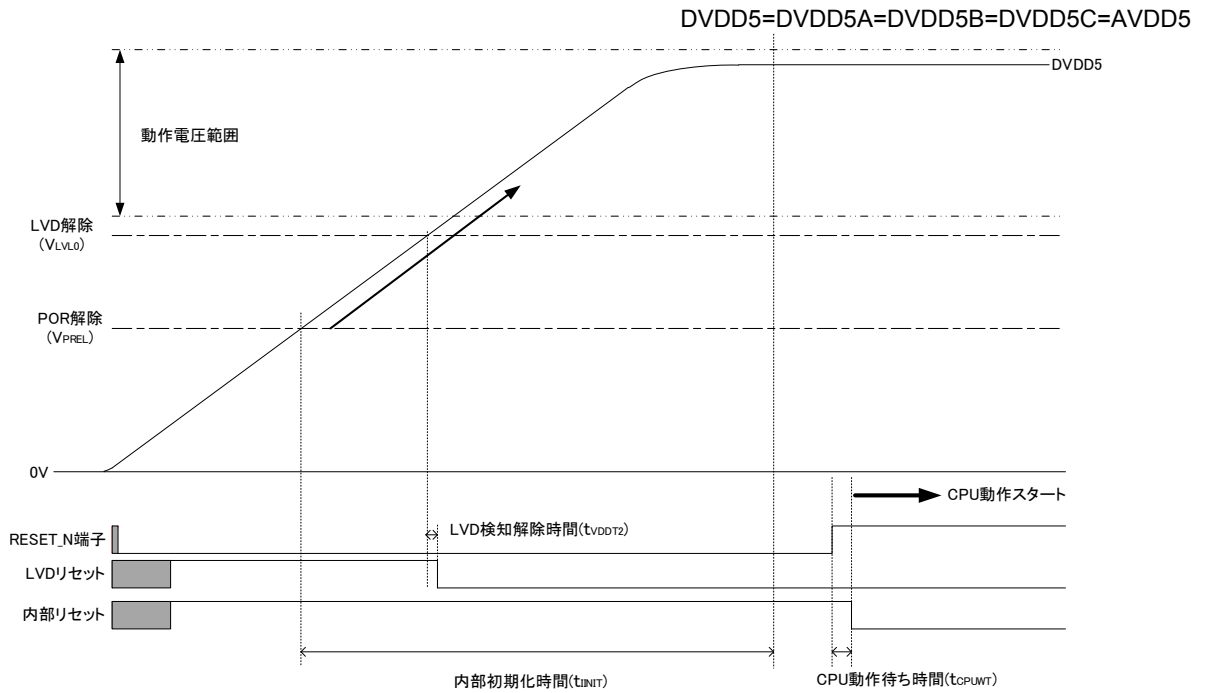 DVDD5=DVDD5A=DVDD5B=DVDD5C=AVDD5
DVDD5
動作電圧範囲
LVD解除
(VLVL0)
POR解除
(VPREL)
0V
CPU動作スタート
RESET_N端子
LVD検知解除時間(tVDDT2)
LVDリセット
内部リセット
内部初期化時間(tIINIT)
CPU動作待ち時間(tCPUWT)